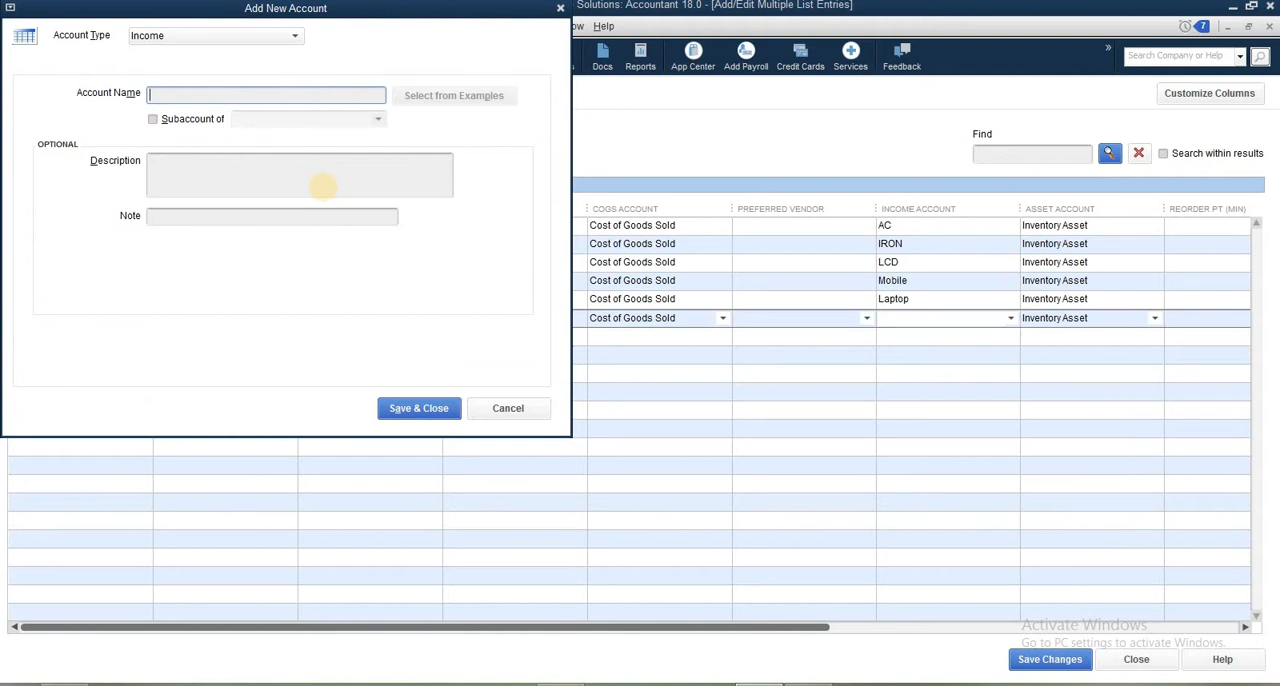 Add New Account
Solutions: Accountant 18.0 - [Add/Edit Multiple List Entries]
Help
7
Account Type
Income
Docs
Reports
App Center
Add Payroll
Credit Cards
Services
Feedback
»
Search Company or Help
Account Name
Select from Examples
Customize Columns
Subaccount of
Find
OPTIONAL
Description
Search within results
Note
COGS ACCOUNT
PREFERRED VENDOR
INCOME ACCOUNT
ASSET ACCOUNT
REORDER PT (MIN)
Cost of Goods Sold
AC
Inventory Asset
Cost of Goods Sold
IRON
Inventory Asset
Cost of Goods Sold
LCD
Inventory Asset
Cost of Goods Sold
Mobile
Inventory Asset
Cost of Goods Sold
Laptop
Inventory Asset
Cost of Goods Sold
Inventory Asset
Save & Close
Cancel
Activate Windows
Go to PC settings to activate Windows.
Save Changes
Close
Help